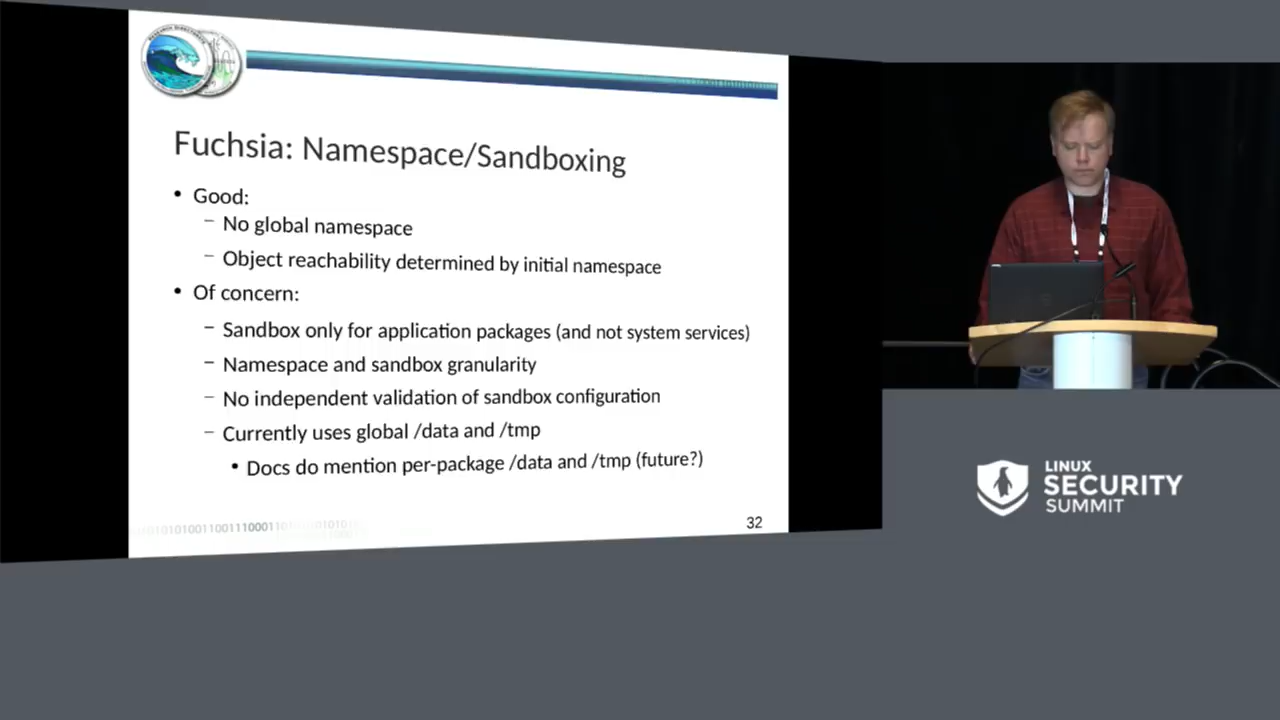 Fuchsia: Namespace/Sandboxing
• Good:
– No global namespace
– Object reachability determined by initial namespace
• Of concern:
– Sandbox only for application packages (and not system services)
– Namespace and sandbox granularity
– No independent validation of sandbox configuration
– Currently uses global /data and /tmp
• Docs do mention per-package /data and /tmp (future?)
32
LINUX
SECURITY
SUMMIT